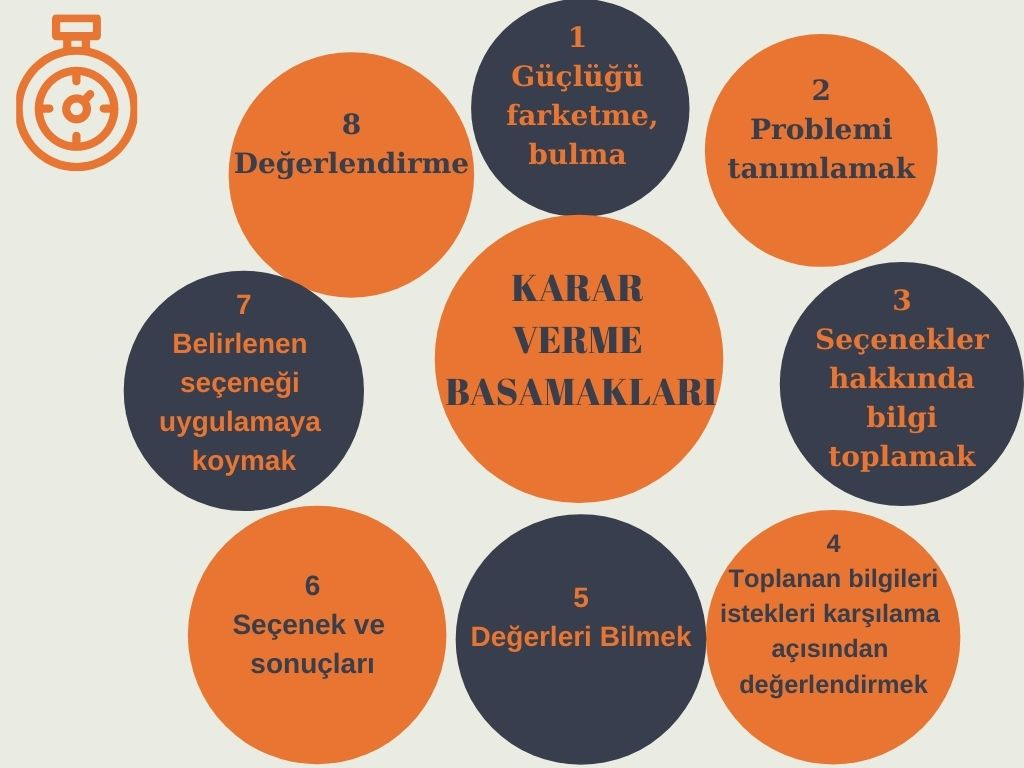 KARAR
VERME
BASAMAKLARI
1
Güçlüğü
farketme,
bulma
2
Problemi
tanımlamak
3
Seçenekler
hakkında
bilgi
toplamak
4
Toplanan bilgileri
istekleri karşılama
açısından
değerlendirmek
5
Değerleri Bilmek
6
Seçenek ve
sonuçları
7
Belirlenen
seçeneği
uygulamaya
koymak
8
Değerlendirme